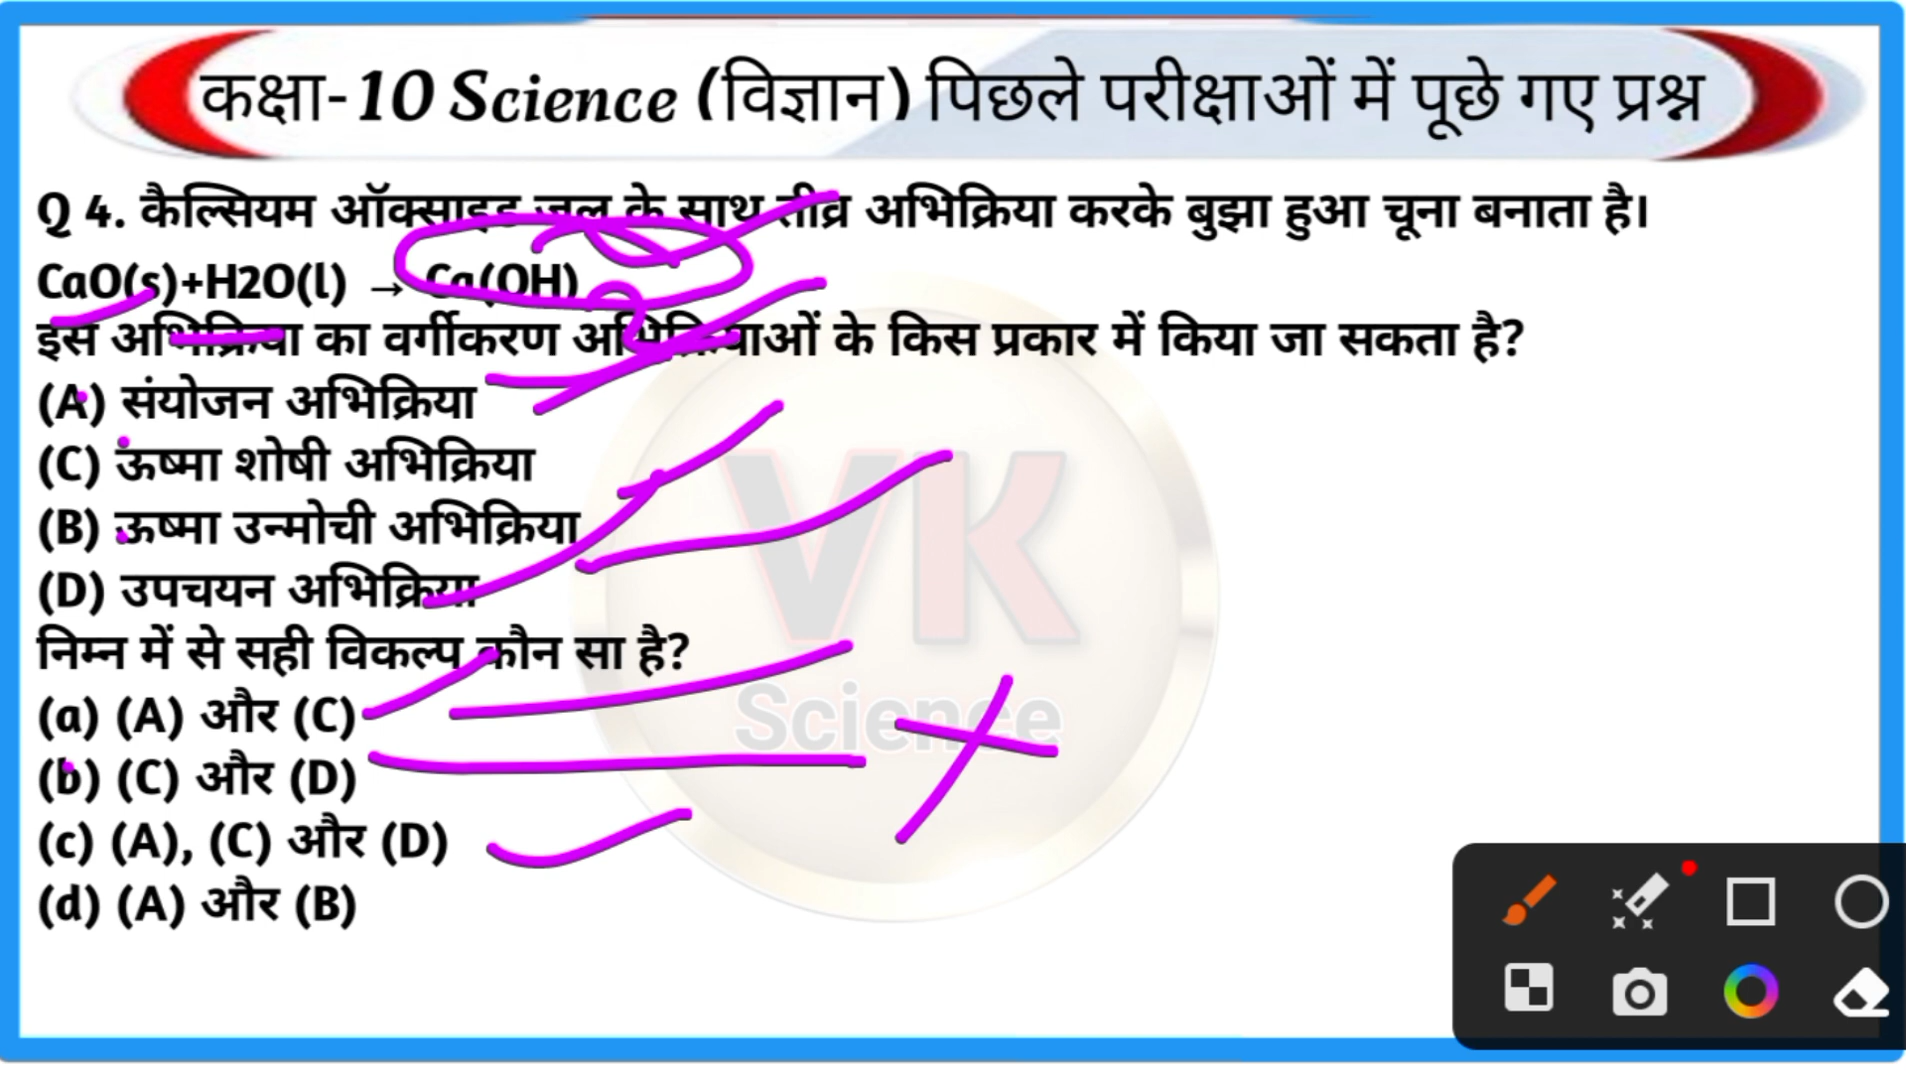 कक्षा-10 Science (विज्ञान) पिछले परीक्षाओं में पूछे गए प्रश्न
Q 4. कैल्सियम ऑक्साइड जल के साथ तीव्र अभिक्रिया करके बुझा हुआ चूना बनाता है।
CaO(s)+H2O(l) → Ca(OH)2
इस अभिक्रिया का वर्गीकरण अभिक्रियाओं के किस प्रकार में किया जा सकता है?
(A) संयोजन अभिक्रिया
(C) ऊष्मा शोषी अभिक्रिया
(B) ऊष्मा उन्मोची अभिक्रिया
(D) उपचयन अभिक्रिया
निम्न में से सही विकल्प कौन सा है?
(a) (A) और (C)
(b) (C) और (D)
(c) (A), (C) और (D)
(d) (A) और (B)
VK
Science